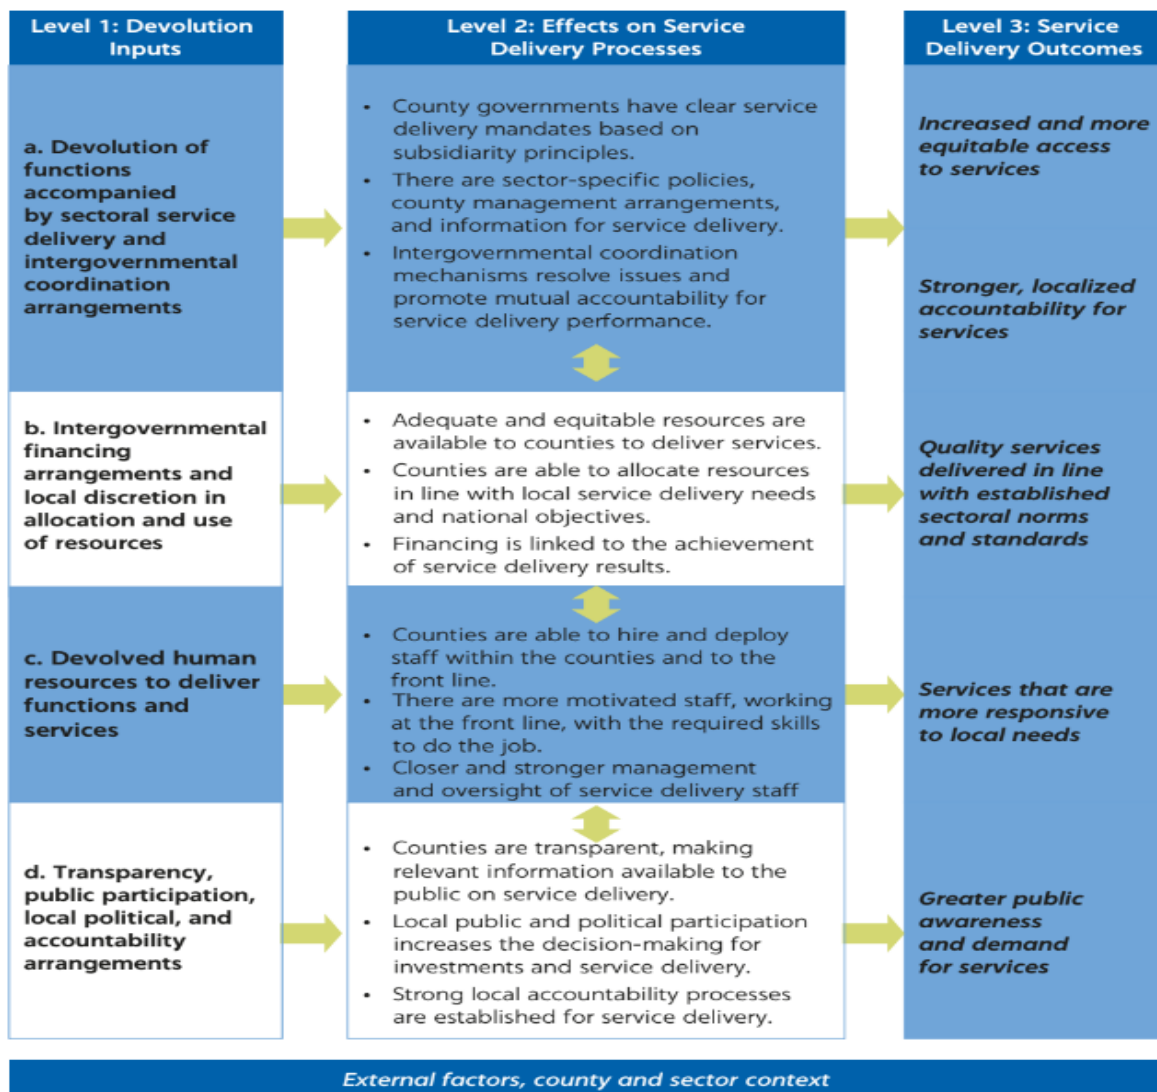 Level 1: Devolution
Inputs
Level 2: Effects on Service
Delivery Processes
Level 3: Service
Delivery Outcomes
a. Devolution of
functions
accompanied
by sectoral service
delivery and
intergovernmental
coordination
arrangements
• County governments have clear service
delivery mandates based on
subsidiarity principles.
• There are sector-specific policies,
county management arrangements,
and information for service delivery.
• Intergovernmental coordination
mechanisms resolve issues and
promote mutual accountability for
service delivery performance.
Increased and more
equitable access
to services
Stronger, localized
accountability for
services
b. Intergovernmental
financing
arrangements and
local discretion in
allocation and use
of resources
• Adequate and equitable resources are
available to counties to deliver services.
• Counties are able to allocate resources
in line with local service delivery needs
and national objectives.
• Financing is linked to the achievement
of service delivery results.
Quality services
delivered in line
with established
sectoral norms
and standards
c. Devolved human
resources to deliver
functions and
services
• Counties are able to hire and deploy
staff within the counties and to the
front line.
• There are more motivated staff, working
at the front line, with the required skills
to do the job.
• Closer and stronger management
and oversight of service delivery staff
Services that are
more responsive
to local needs
d. Transparency,
public participation,
local political, and
accountability
arrangements
• Counties are transparent, making
relevant information available to the
public on service delivery.
• Local public and political participation
increases the decision-making for
investments and service delivery.
• Strong local accountability processes
are established for service delivery.
Greater public
awareness
and demand
for services
External factors, county and sector context